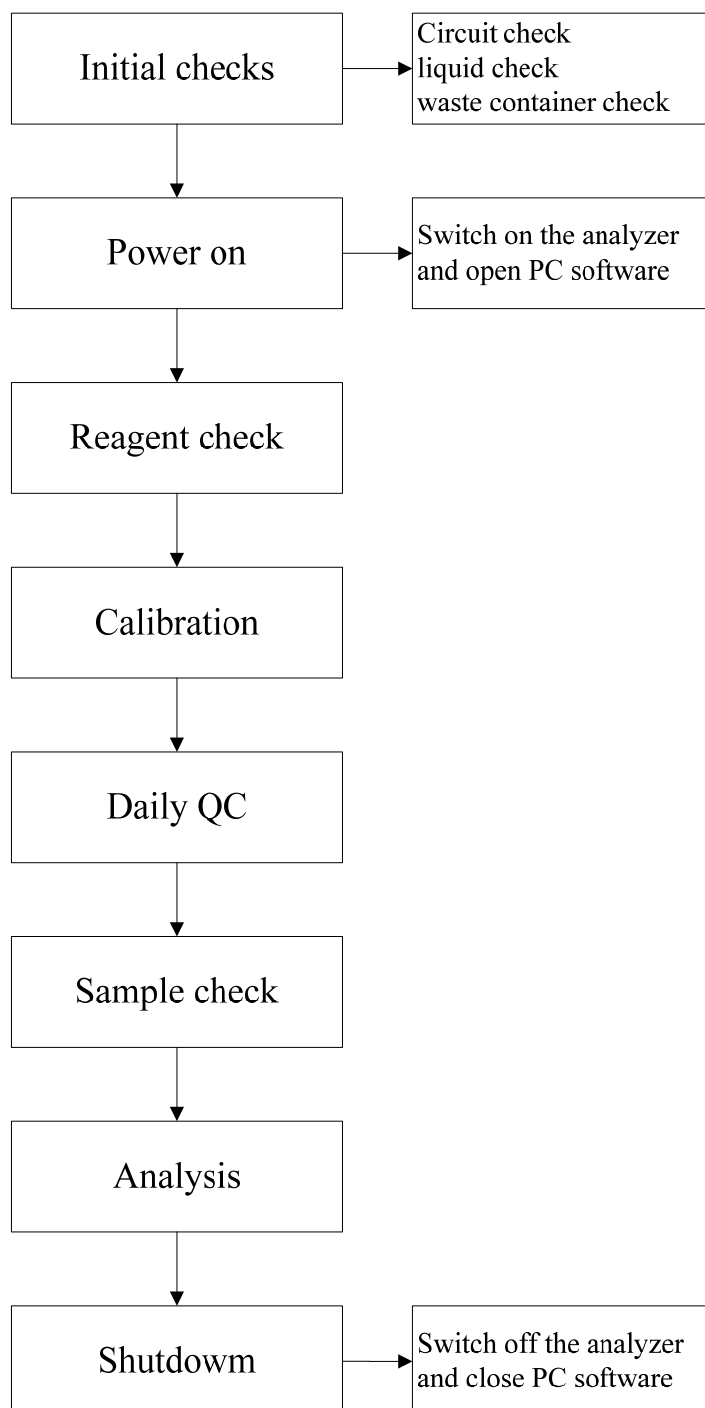 Initial checks
Circuit check
liquid check
waste container check
Power on
Switch on the analyzer
and open PC software
Reagent check
Calibration
Daily QC
Sample check
Analysis
Shutdowm
Switch off the analyzer
and close PC software